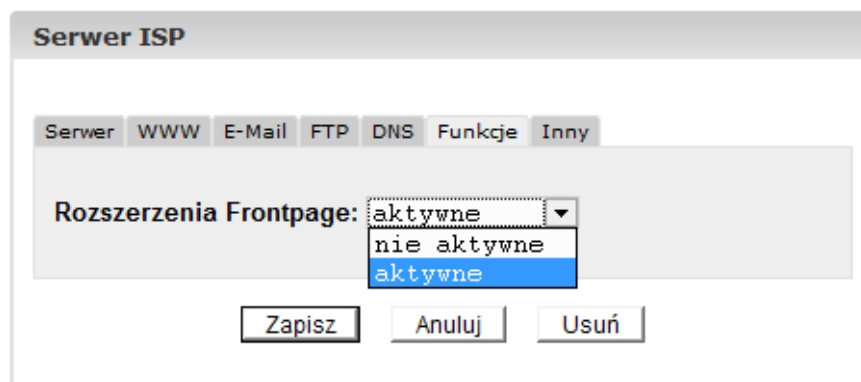 Serwer ISP
Serwer WWW E-Mail FTP DNS Funkcje Inny
Rozszerzenia Frontpage: aktywne
nie aktywne
aktywne
Zapisz Anuluj Usuń